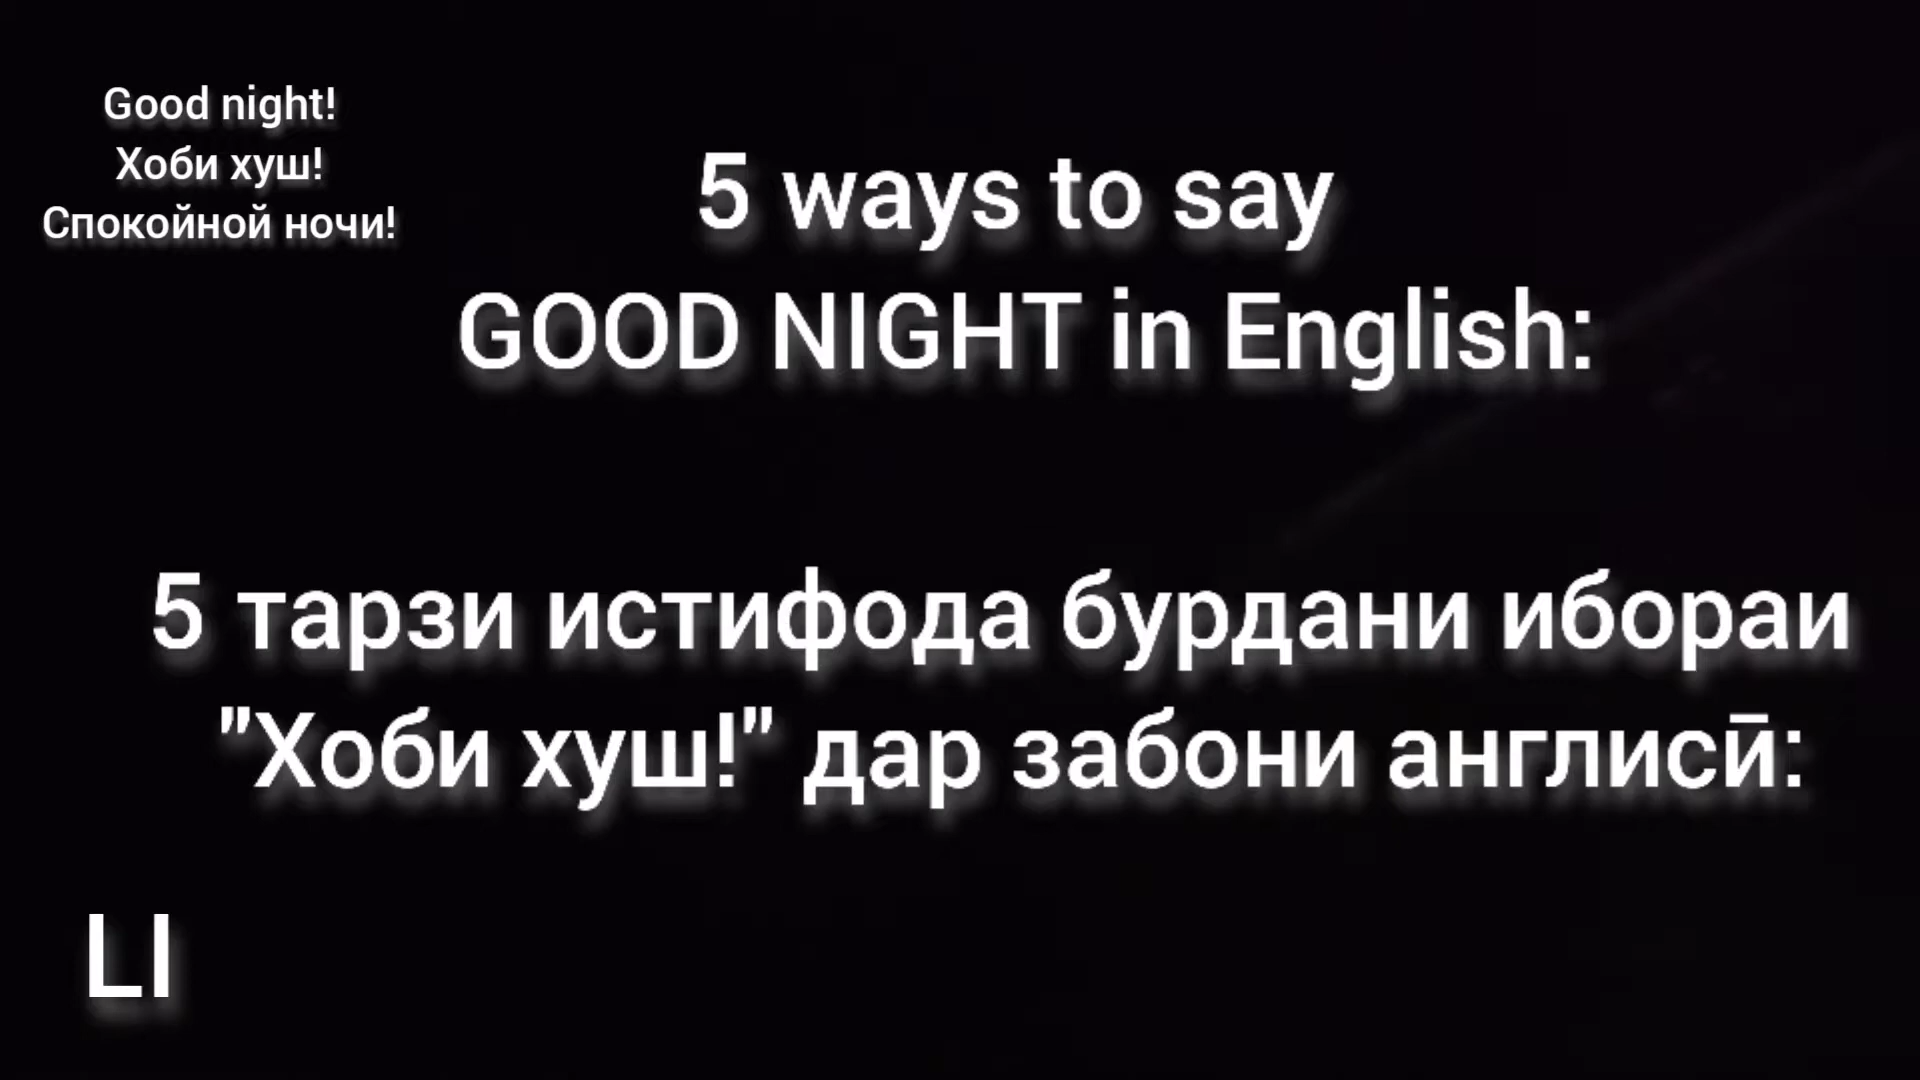 Good night!
Хоби хуш!
Спокойной ночи!
5 ways to say
GOOD NIGHT in English:
5 тарзи истифода бурдани ибораи
"Хоби хуш!" дар забони англисӣ:
LI